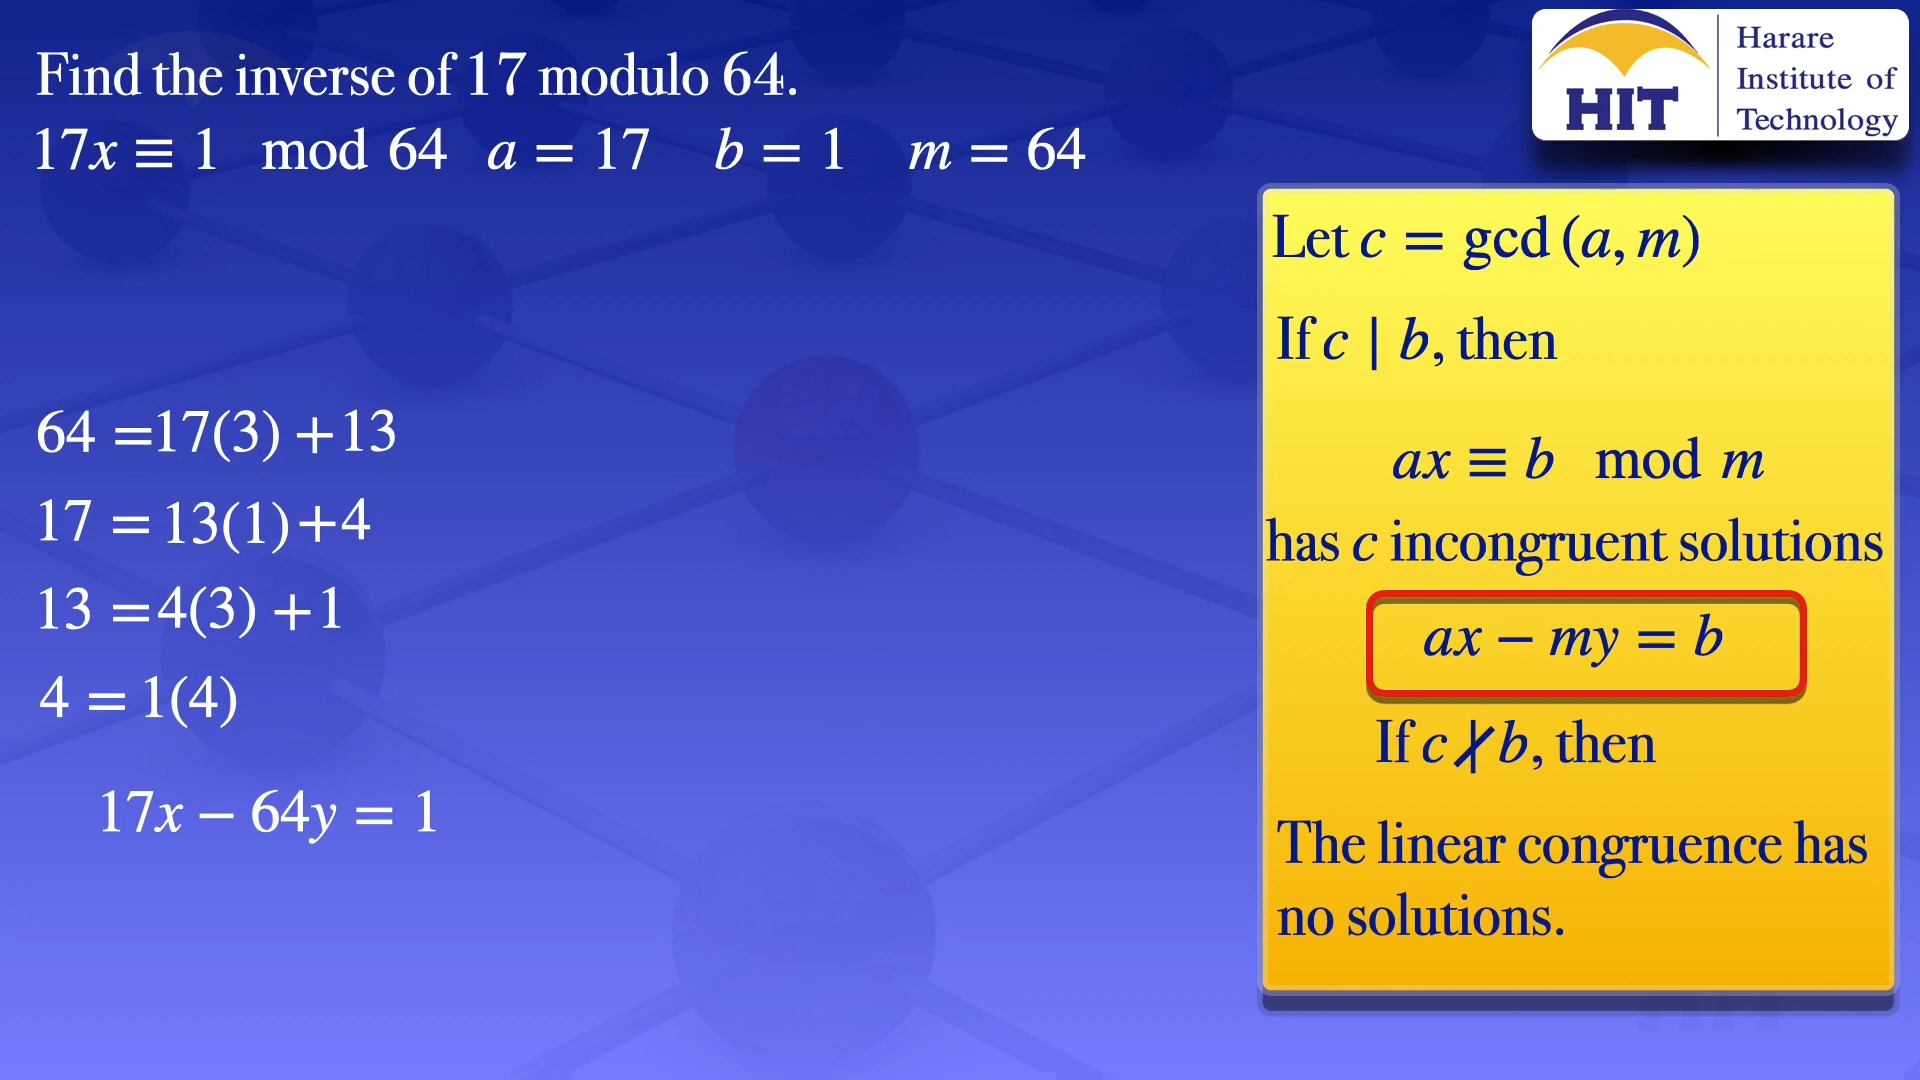 Find the inverse of 17 modulo 64.
17x ≡ 1 mod 64 a = 17 b = 1 m = 64
64 =17(3) +13
17 = 13(1) +4
13 =4(3) +1
4 = 1(4)
17x − 64y = 1
HIT
Harare
Institute of
Technology
Let c = gcd (a, m)
If c | b, then
ax ≡ b mod m
has c incongruent solutions
ax − my = b
If c ∤ b, then
The linear congruence has
no solutions.